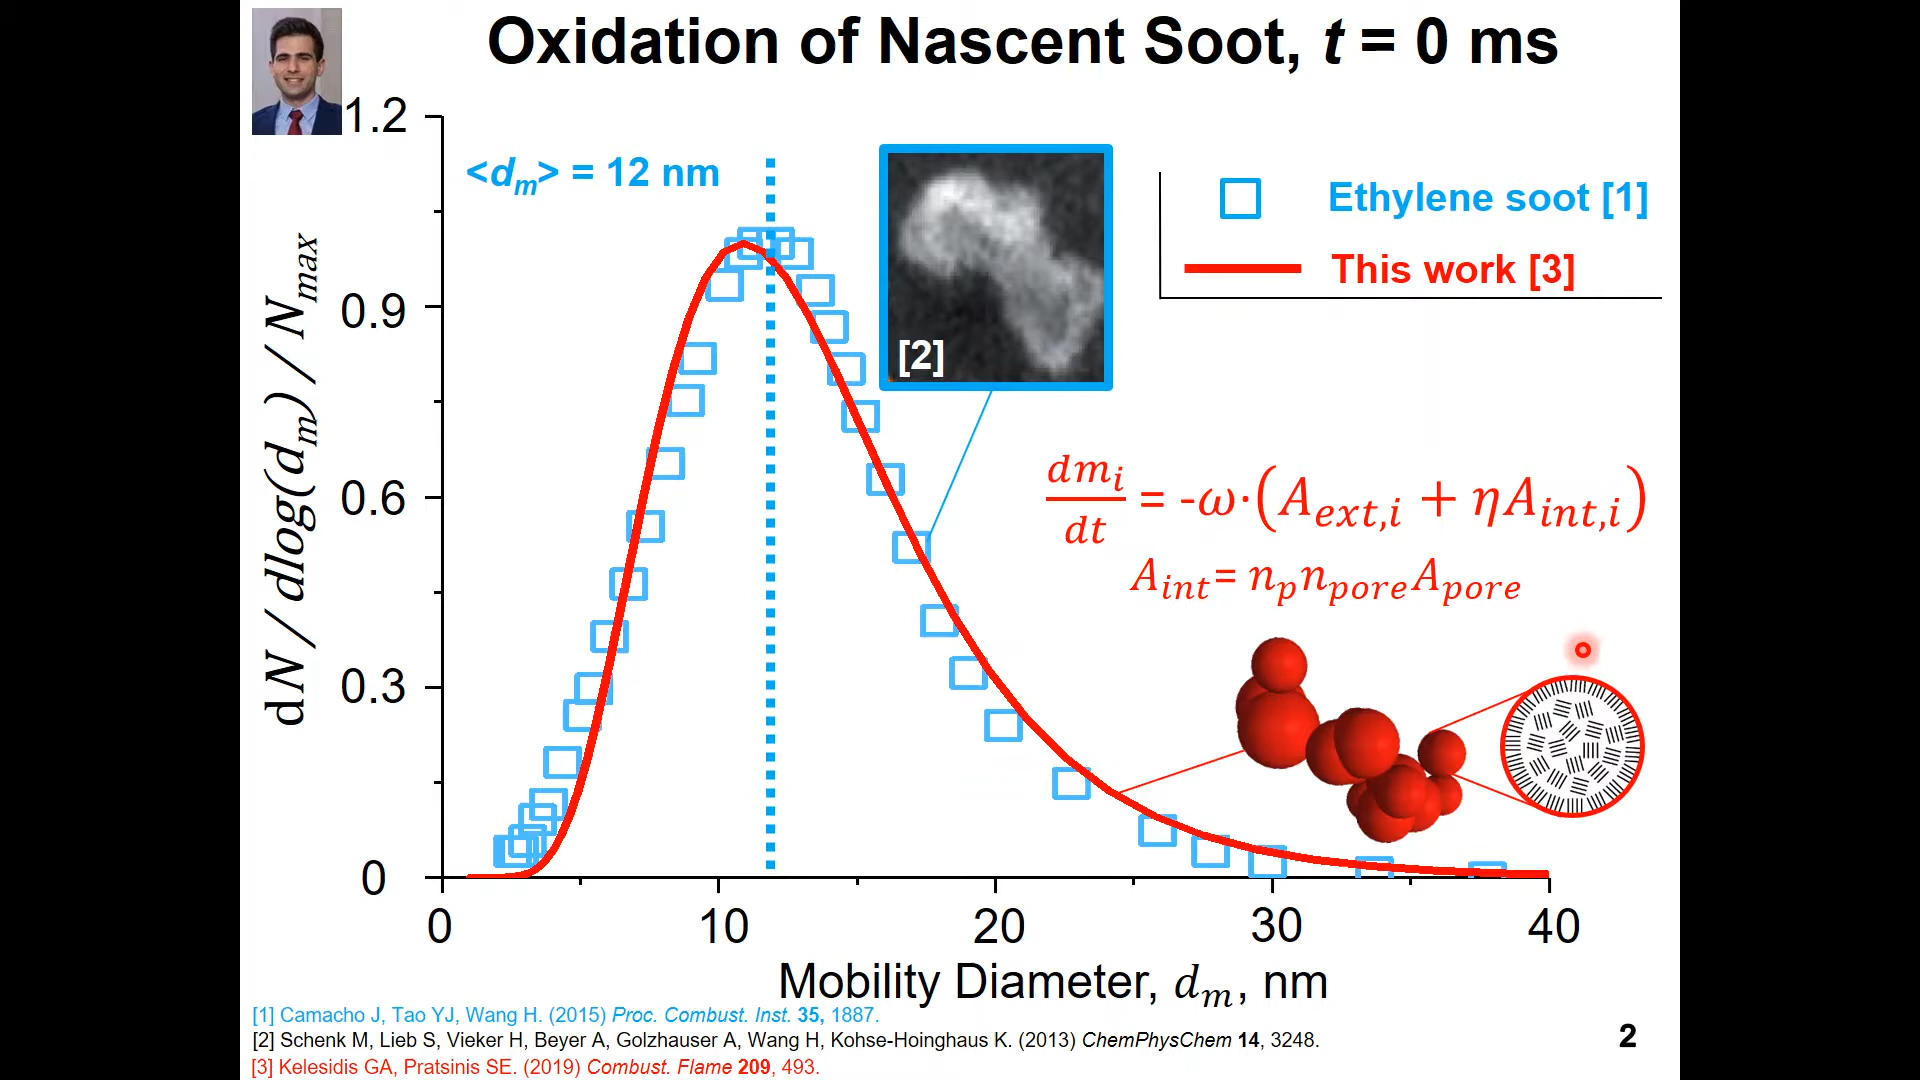 Oxidation of Nascent Soot, t = 0 ms
1.2
0.9
0.6
0.3
0
dN / dlog(dm) / Nmax
<dm> = 12 nm
[2]
Ethylene soot [1]
This work [3]
dmi/dt = -ω·(Aext,i + ηAint,i)
Aint= npnporeApore
0 10 20 30 40
Mobility Diameter, dm, nm
[1] Camacho J, Tao YJ, Wang H. (2015) Proc. Combust. Inst. 35, 1887.
[2] Schenk M, Lieb S, Vieker H, Beyer A, Golzhauser A, Wang H, Kohse-Hoinghaus K. (2013) ChemPhysChem 14, 3248.
[3] Kelesidis GA, Pratsinis SE. (2019) Combust. Flame 209, 493.
2